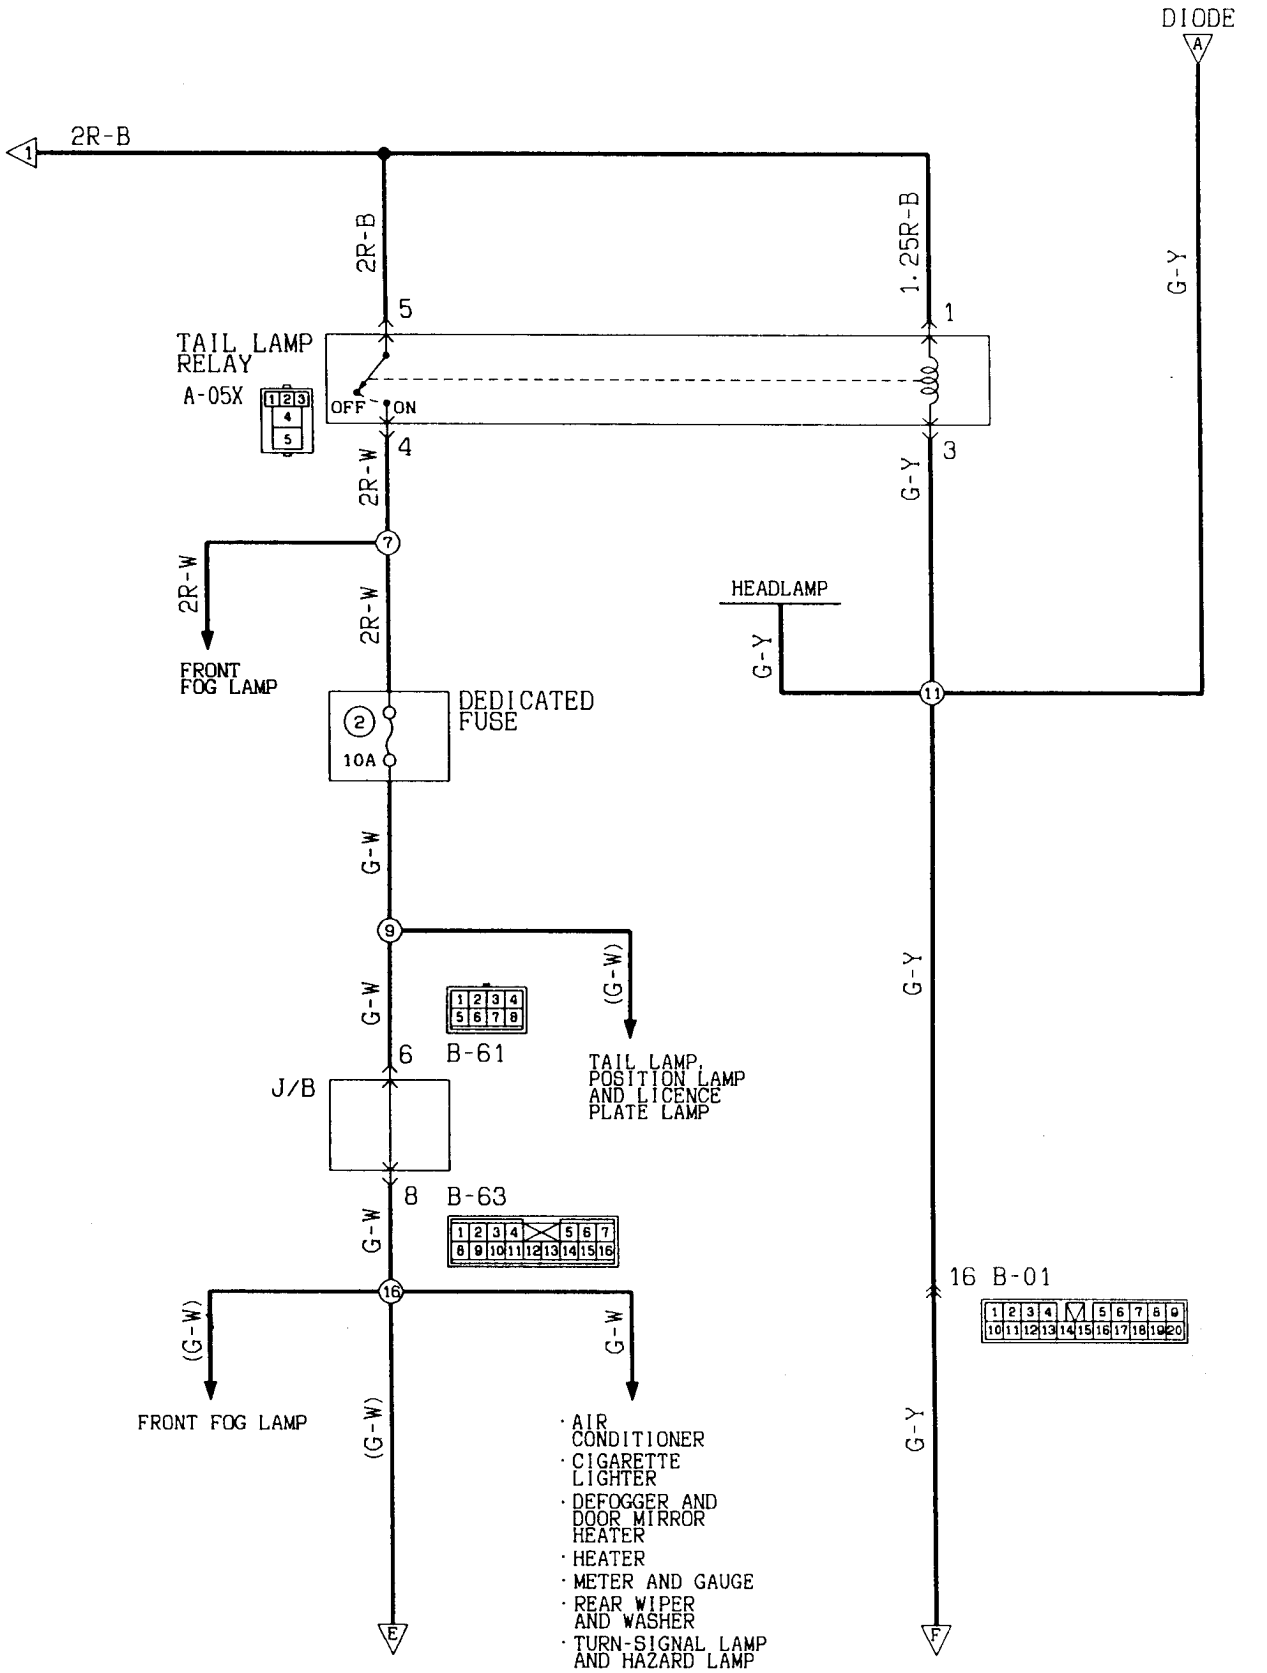 DIODE
A
1
2R-B
2R-B
1.25R-B
G-Y
5
1
TAIL LAMP
RELAY
A-05X
1 2 3
4
5
OFF
ON
4
3
2R-W
G-Y
7
2R-W
2R-W
HEADLAMP
G-Y
FRONT
FOG LAMP
11
DEDICATED
FUSE
2
10A
G-W
9
(G-W)
G-Y
G-W
1 2 3 4
5 6 7 8
6
B-61
TAIL LAMP,
POSITION LAMP
AND LICENCE
PLATE LAMP
J/B
8
B-63
G-W
1 2 3 4 5 6 7
8 9 10 11 12 13 14 15 16
16
16 B-01
1 2 3 4 5 6 7 8 9
10 11 12 13 14 15 16 17 18 19 20
(G-W)
G-W
(G-W)
G-Y
FRONT FOG LAMP
· AIR
CONDITIONER
· CIGARETTE
LIGHTER
· DEFOGGER AND
DOOR MIRROR
HEATER
· HEATER
· METER AND GAUGE
· REAR WIPER
AND WASHER
· TURN-SIGNAL LAMP
AND HAZARD LAMP
E
F